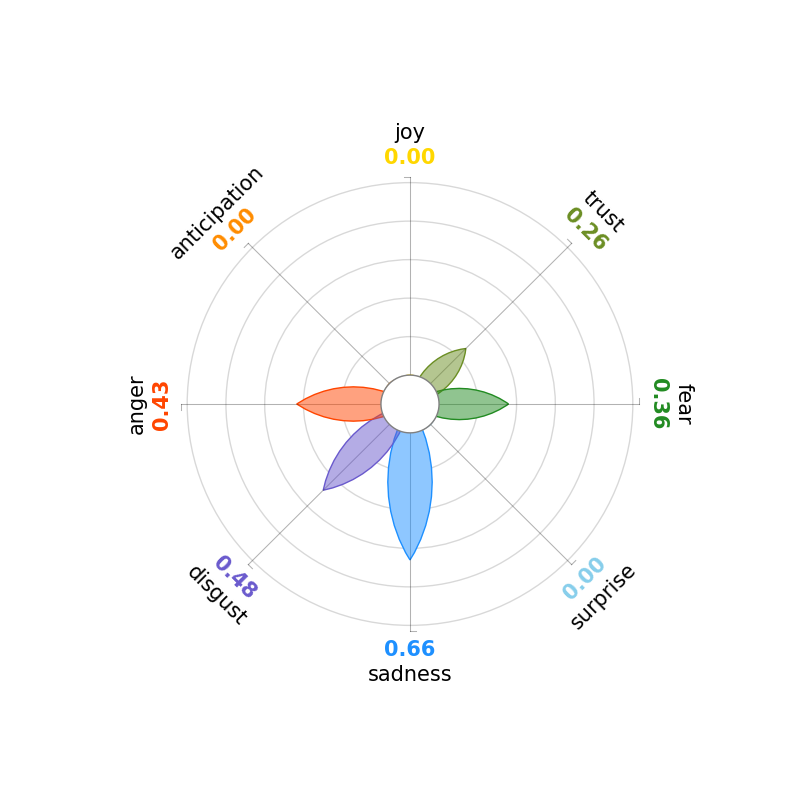 joy
0.00
trust
0.26
fear
0.36
surprise
0.00
sadness
0.66
disgust
0.48
anger
0.43
anticipation
0.00